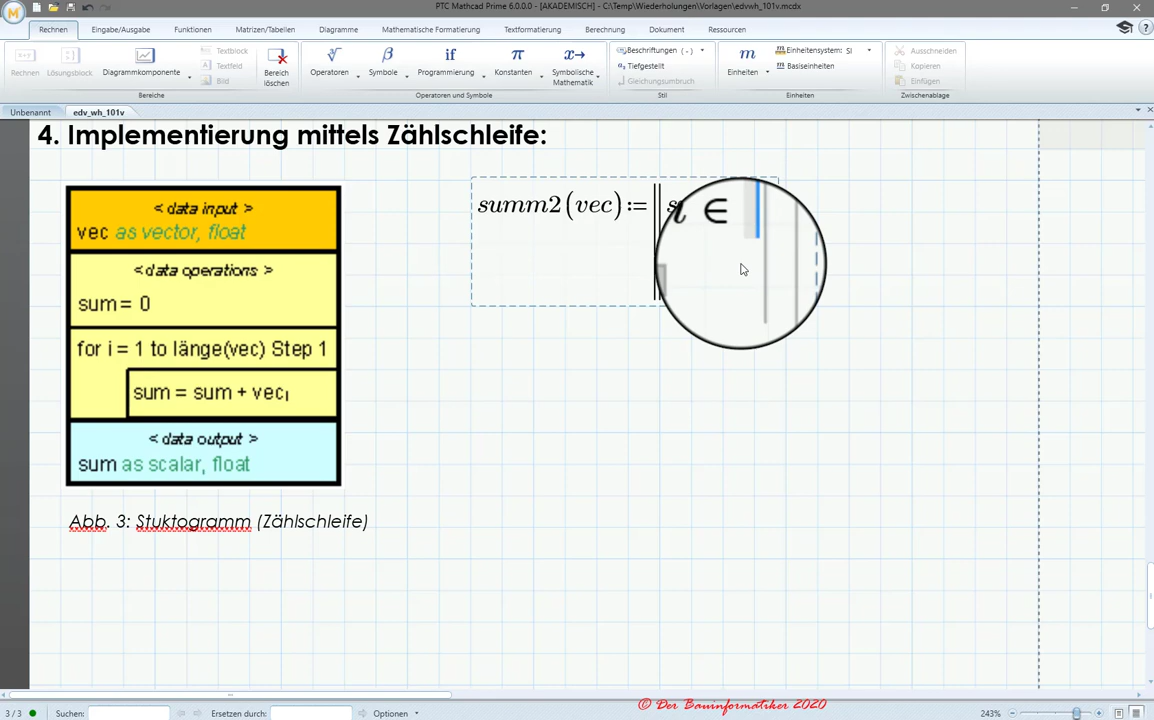 PTC Mathcad Prime 6.0.0.0 - [AKADEMISCH] - C:\Temp\Wiederholungen\Vorlagen\edvwh_101v.mcdx
Rechnen Eingabe/Ausgabe Funktionen Matrizen/Tabellen Diagramme Mathematische Formatierung Textformatierung Berechnung Dokument Ressourcen
Rechnen Lösungsblock Diagrammkomponente Textblock Textfeld Bild Bereich löschen
Operatoren Symbole Programmierung Konstanten Symbolische Mathematik
Beschriftungen ( - ) Tiefgestellt Gleichungsumbruch
Einheiten Einheitensystem: SI Basiseinheiten
Ausschneiden Kopieren Einfügen
Bereiche Operatoren und Symbole Stil Einheiten Zwischenablage
Unbenannt edv_wh_101v
4. Implementierung mittels Zählschleife:
< data input >
vec as vector, float
< data operations >
sum = 0
for i = 1 to länge(vec) Step 1
sum = sum + vecᵢ
< data output >
sum as scalar, float
Abb. 3: Stuktogramm (Zählschleife)
summ2(vec):= ‖ s
i ∈
© Der Bauinformatiker 2020
3 / 3 Suchen: Ersetzen durch: Optionen 243%